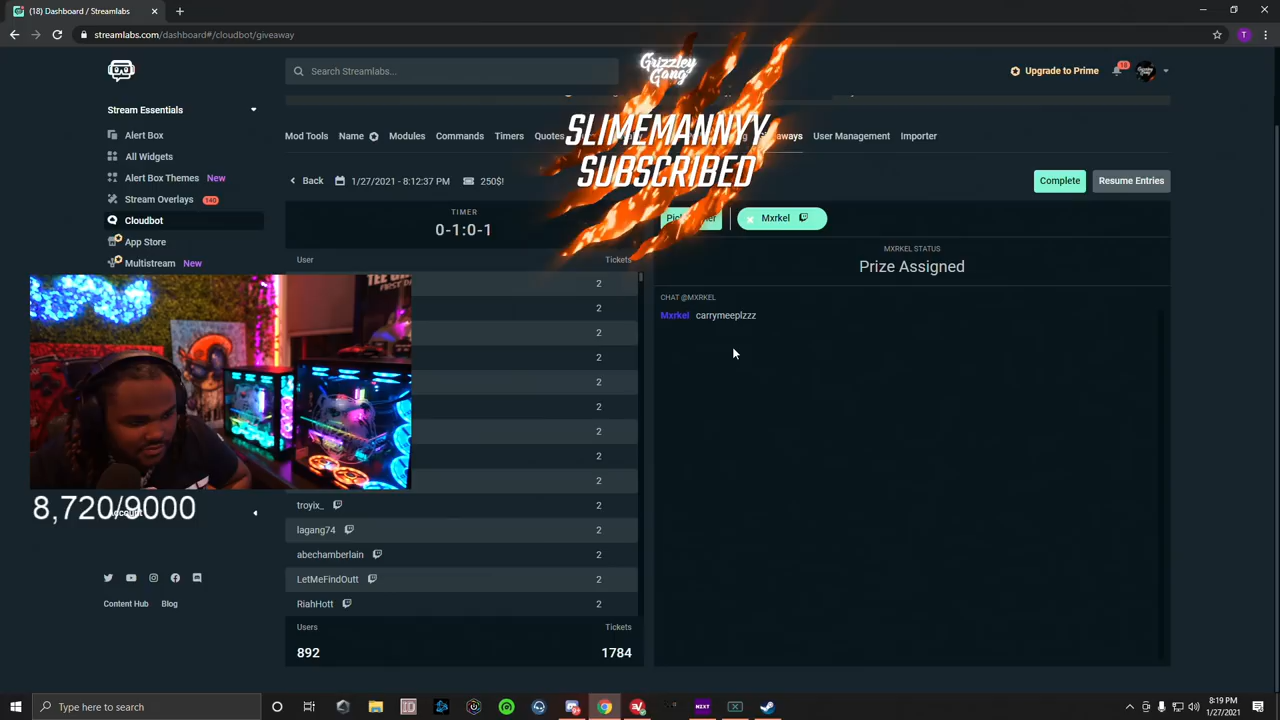 (18) Dashboard / Streamlabs...
streamlabs.com/dashboard#/cloudbot/giveaway
T
Grizzley
Gang
Search Streamlabs...
Upgrade to Prime
18
Stream Essentials
SLIMEMANNYY
SUBSCRIBED
Mod Tools
Name
Modules
Commands
Timers
Quotes
User Management
Importer
Alert Box
All Widgets
Alert Box Themes New
Stream Overlays 140
Cloudbot
App Store
Multistream New
Back
1/27/2021 - 8:12:37 PM
250$!
Complete
Resume Entries
TIMER
0-1:0-1
Mxrkel
MXRKEL STATUS
Prize Assigned
User
Tickets
CHAT @MXRKEL
Mxrkel carrymeeplzzz
2
2
2
2
2
2
2
2
2
troyix_ 2
lagang74 2
abechamberlain 2
LetMeFindOutt 2
RiahHott 2
8,720/9000
Account
Content Hub
Blog
Users
Tickets
892
1784
Type here to search
NZXT
8:19 PM
1/27/2021